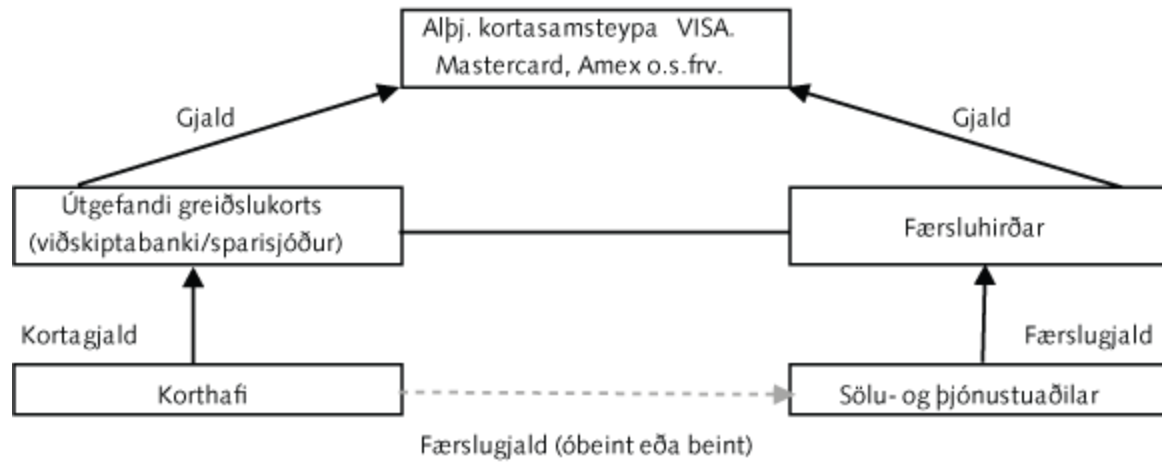 Alþj. kortasamsteypa VISA.
Mastercard, Amex o.s.frv.
Gjald
Gjald
Útgefandi greiðslukorts
(viðskiptabanki/sparisjóður)
Færsluhirðar
Kortagjald
Færslugjald
Korthafi
Sölu- og þjónustuaðilar
Færslugjald (óbeint eða beint)